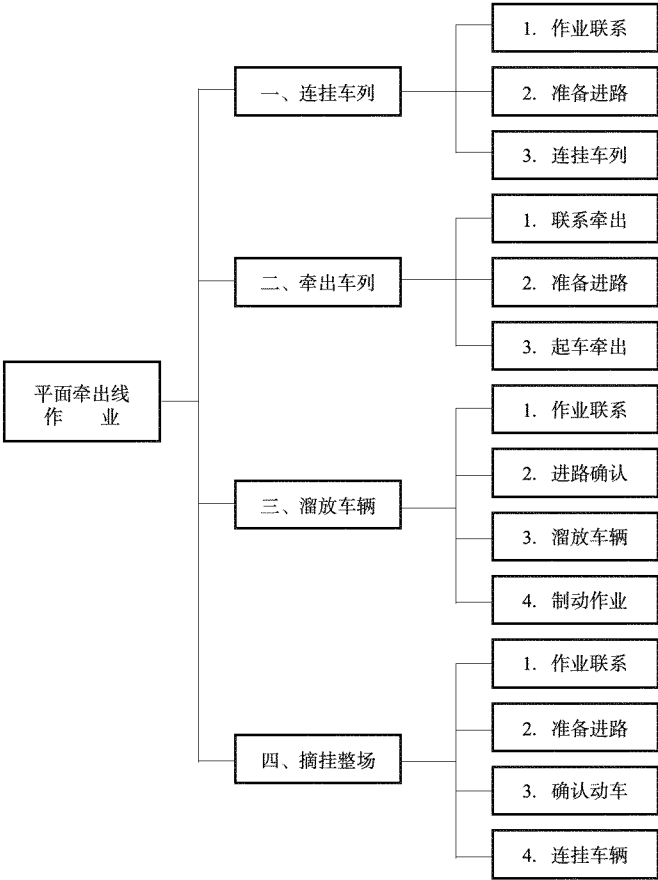 平面牵出线
作 业
一、连挂车列
1. 作业联系
2. 准备进路
3. 连挂车列
二、牵出车列
1. 联系牵出
2. 准备进路
3. 起车牵出
三、溜放车辆
1. 作业联系
2. 进路确认
3. 溜放车辆
4. 制动作业
四、摘挂整场
1. 作业联系
2. 准备进路
3. 确认动车
4. 连挂车辆